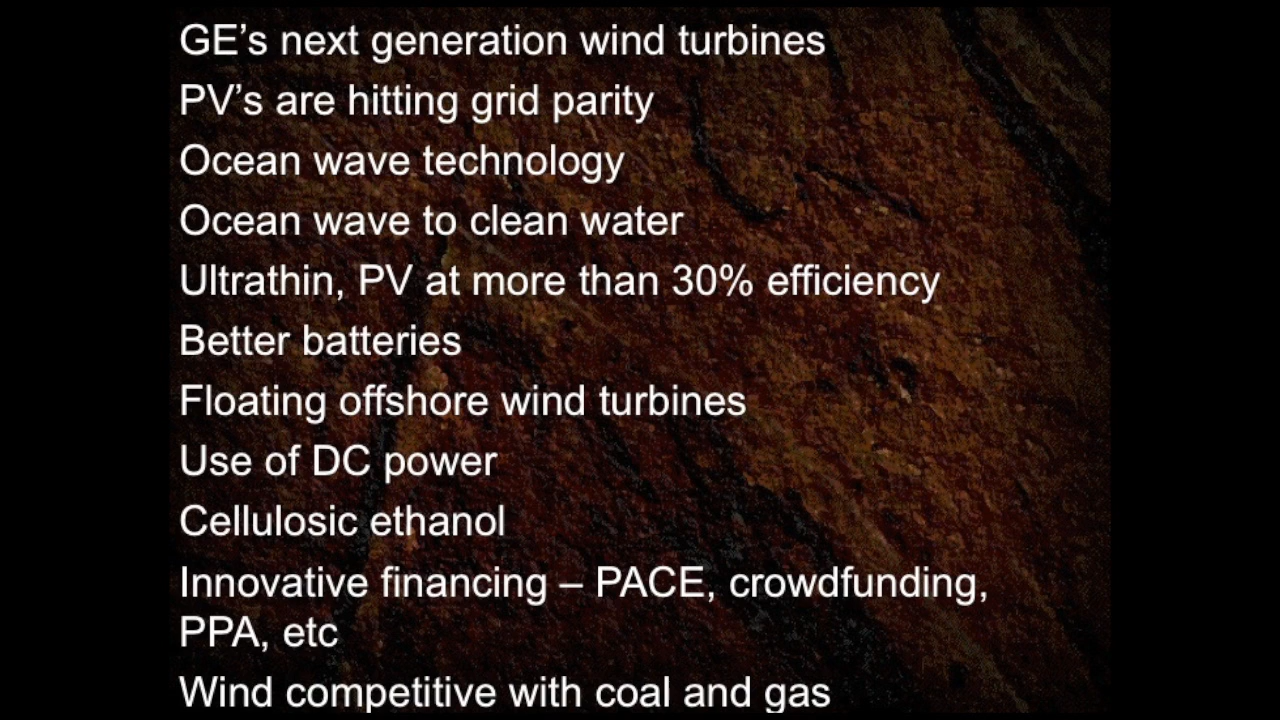 GE’s next generation wind turbines
PV’s are hitting grid parity
Ocean wave technology
Ocean wave to clean water
Ultrathin, PV at more than 30% efficiency
Better batteries
Floating offshore wind turbines
Use of DC power
Cellulosic ethanol
Innovative financing – PACE, crowdfunding,
PPA, etc
Wind competitive with coal and gas